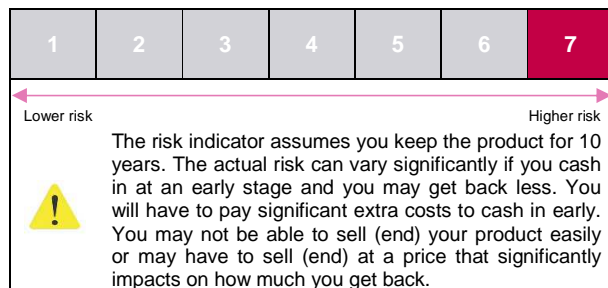 1 2 3 4 5 6 7
Lower risk Higher risk
The risk indicator assumes you keep the product for 10
years. The actual risk can vary significantly if you cash
in at an early stage and you may get back less. You
will have to pay significant extra costs to cash in early.
You may not be able to sell (end) your product easily
or may have to sell (end) at a price that significantly
impacts on how much you get back.